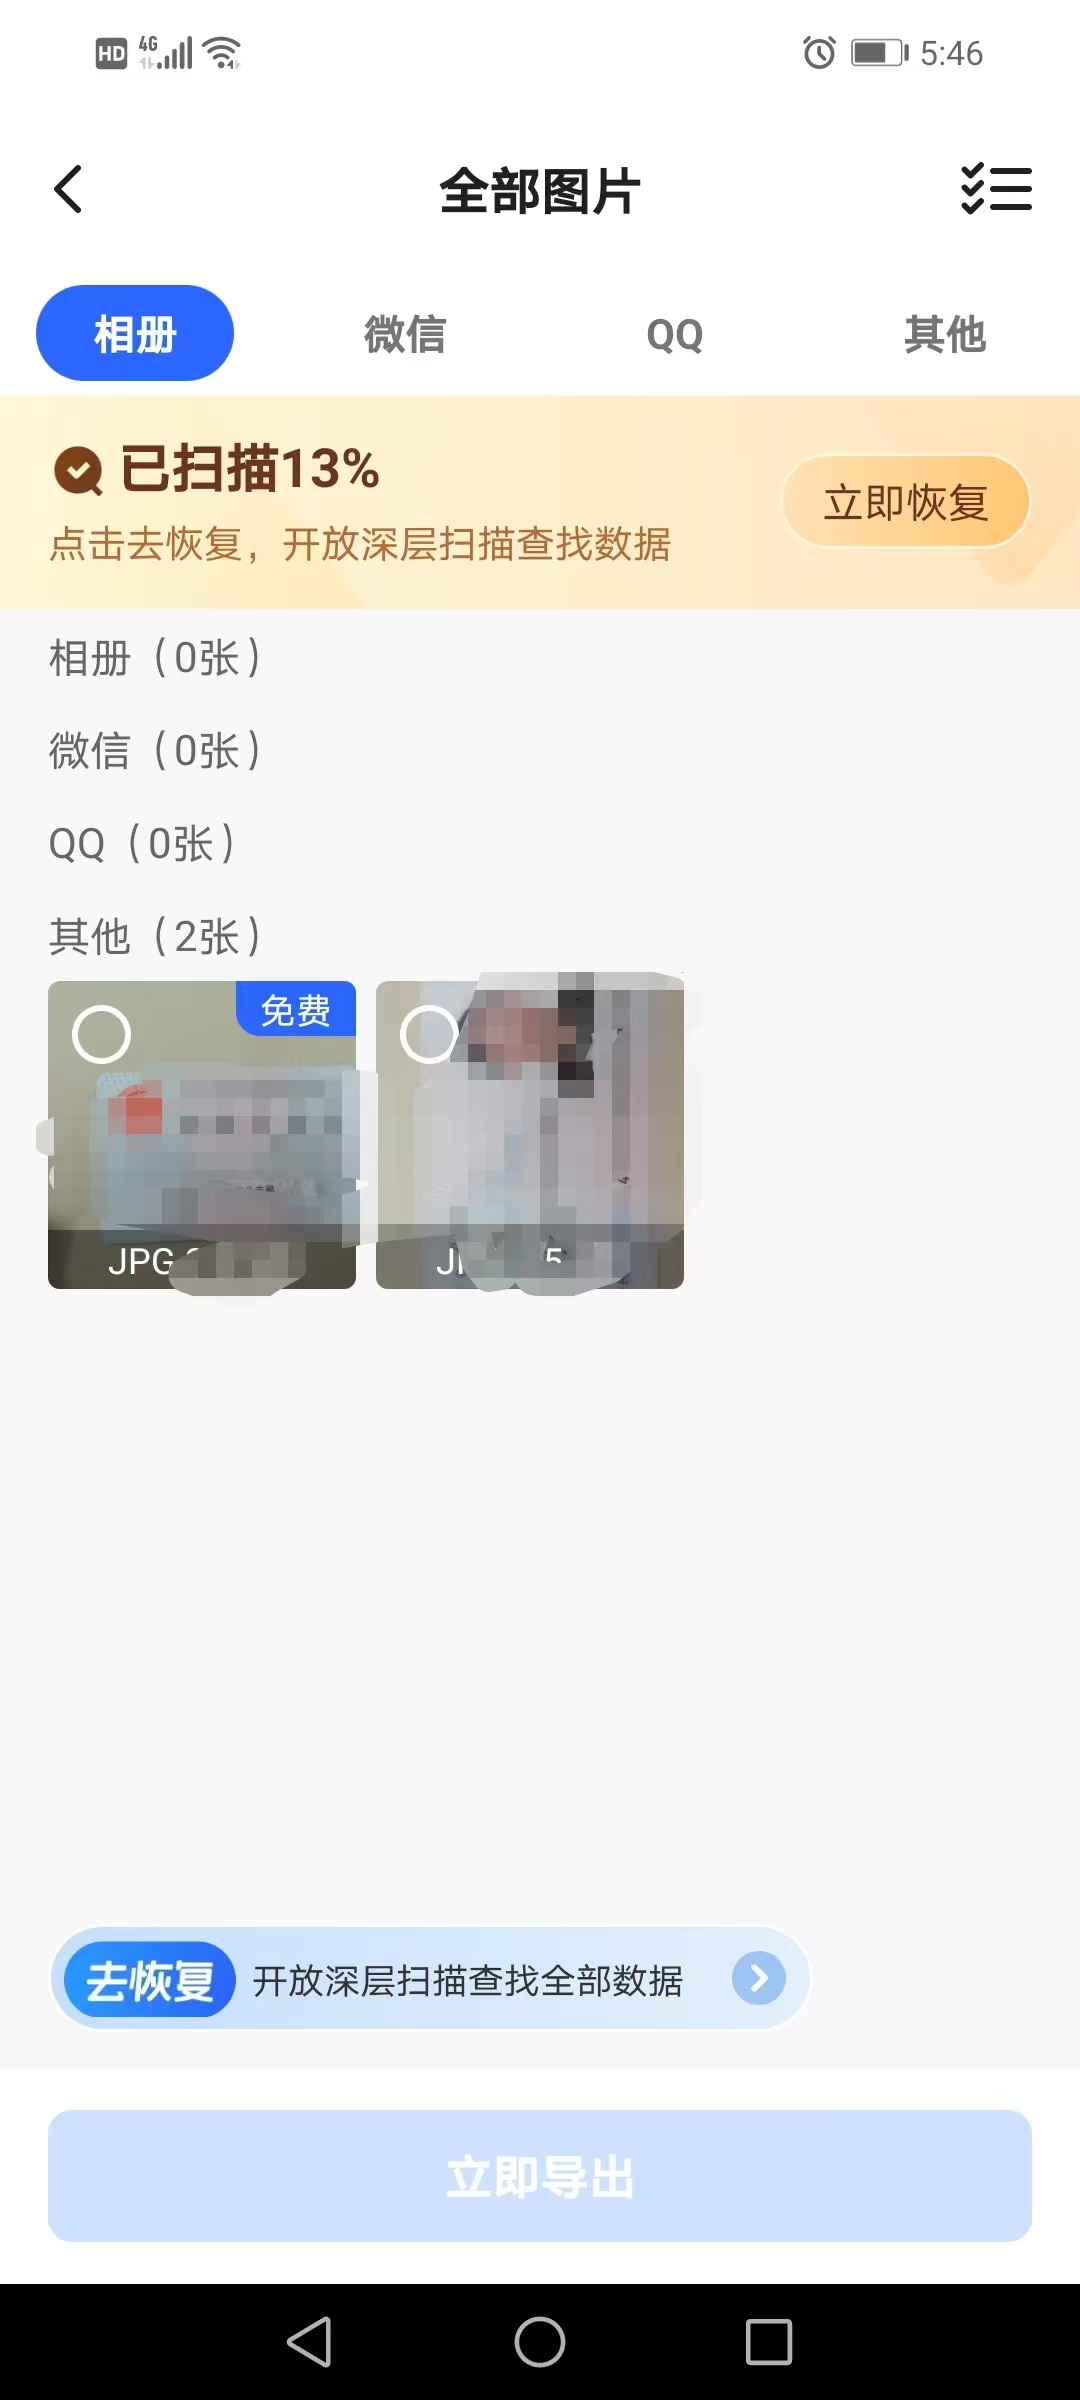 HD 4G 5:46
全部图片
相册 微信 QQ 其他
已扫描13%
点击去恢复，开放深层扫描查找数据
立即恢复
相册（0张）
微信（0张）
QQ（0张）
其他（2张）
免费
JPG
5
去恢复 开放深层扫描查找全部数据
立即导出